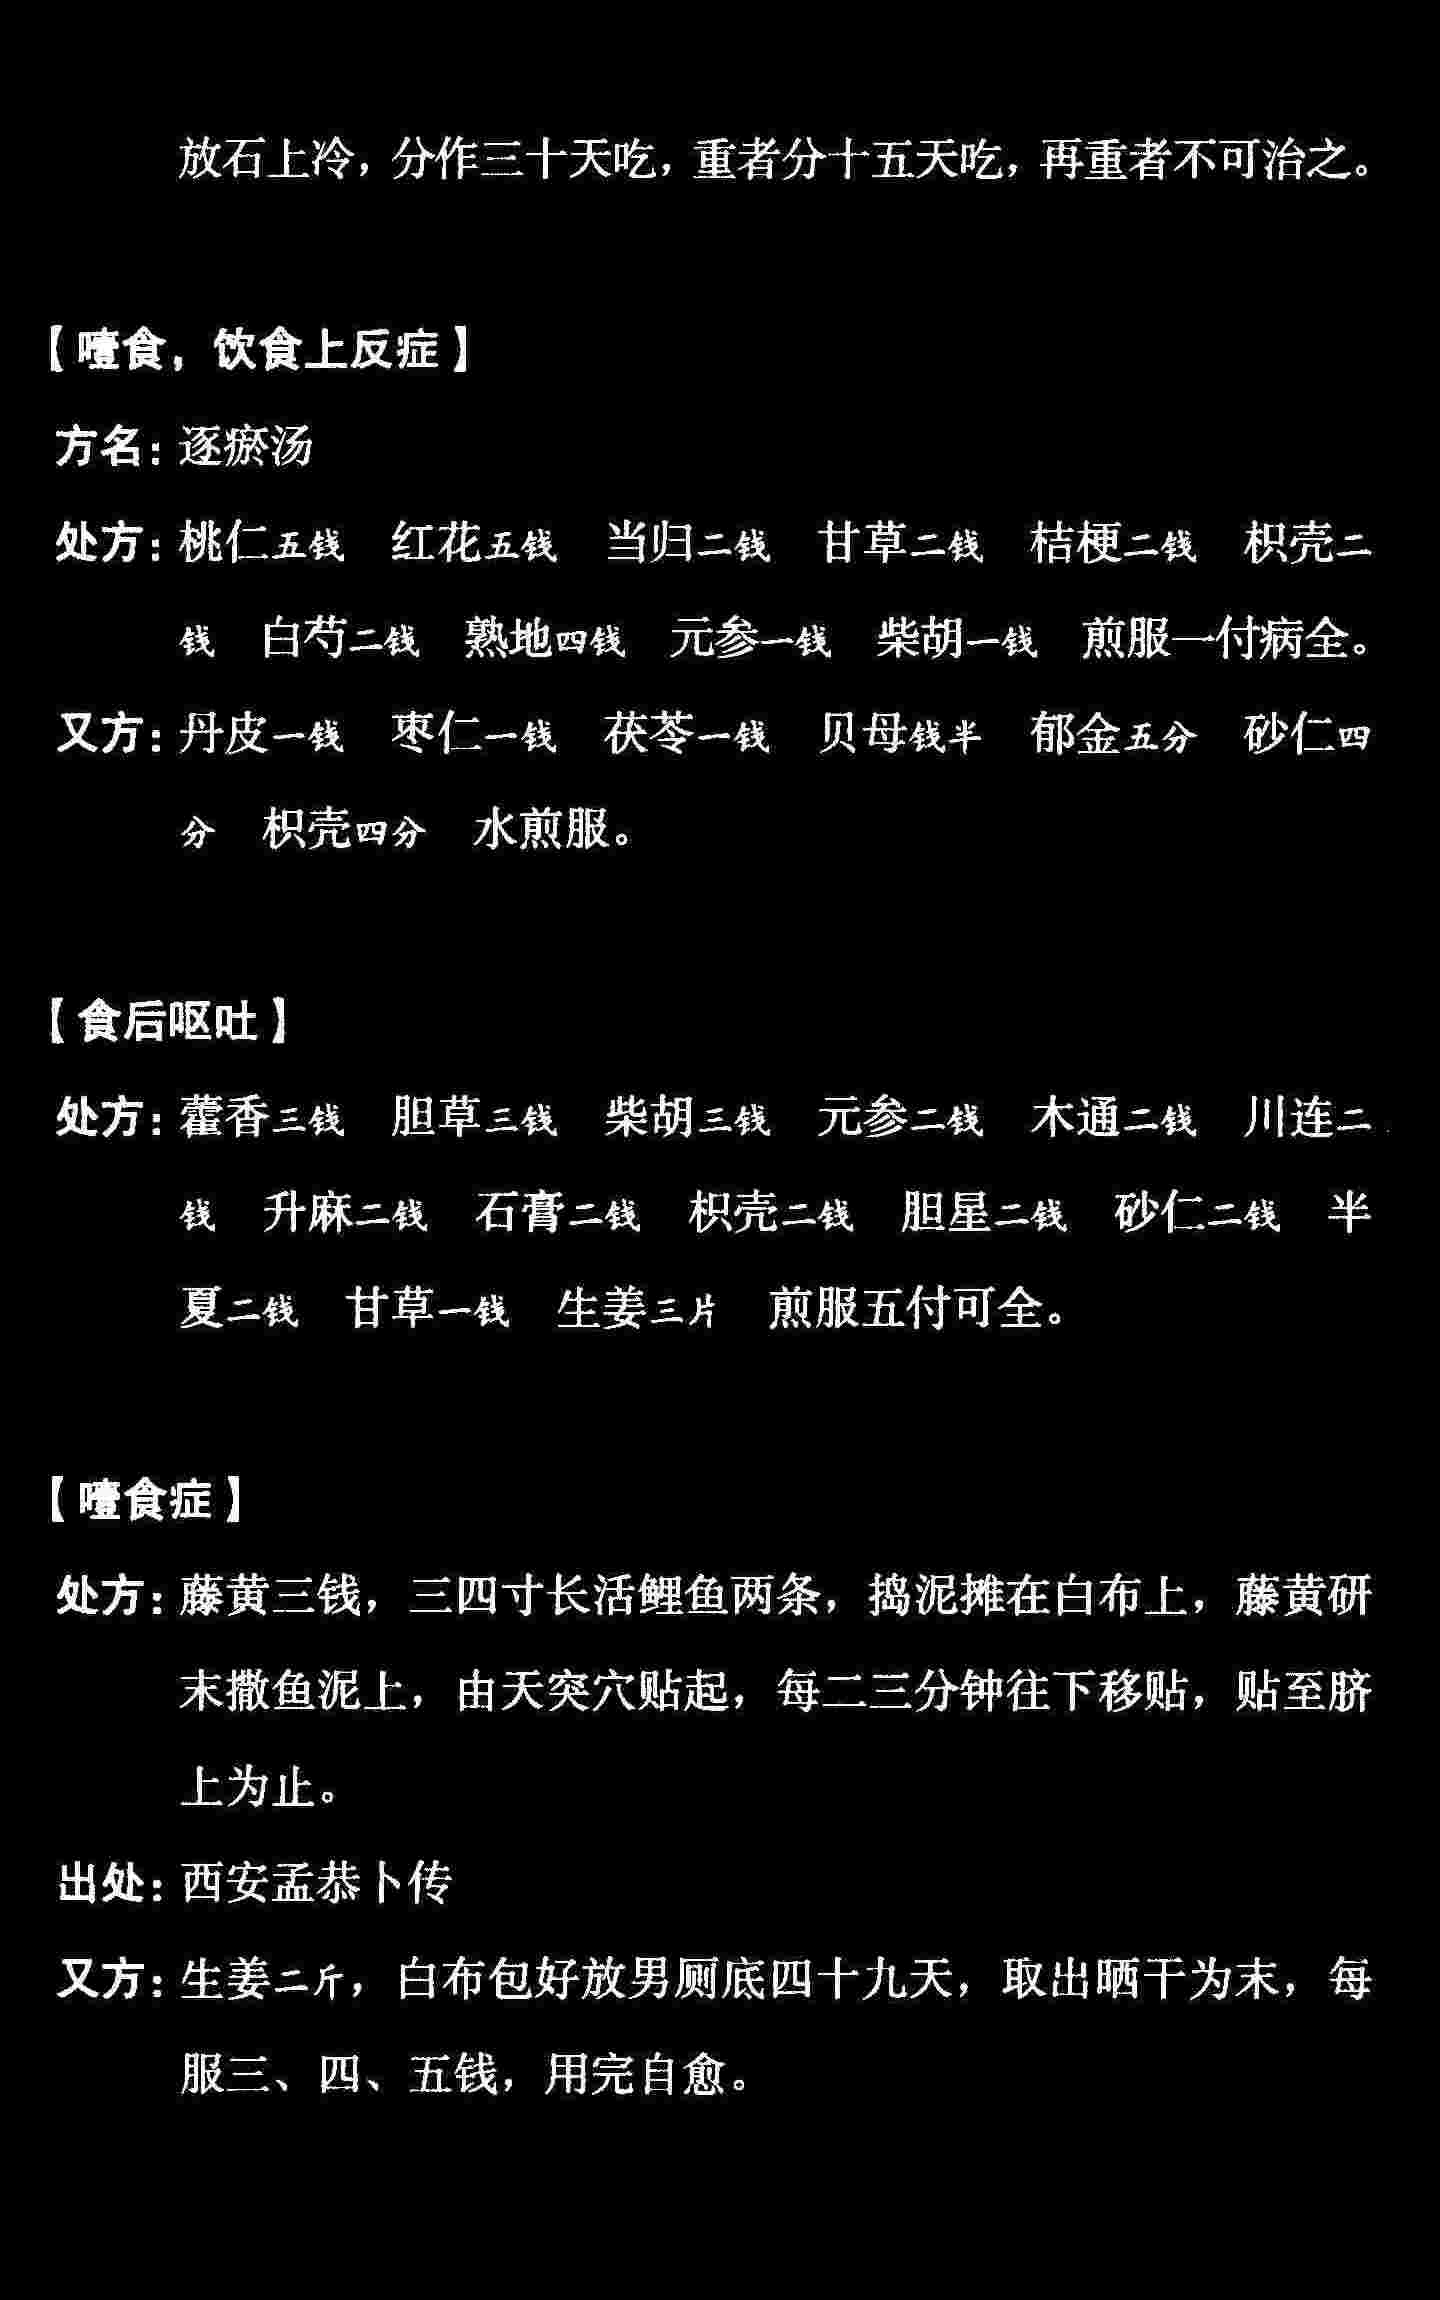 放石上冷，分作三十天吃，重者分十五天吃，再重者不可治之。
【噎食，饮食上反症】
方名：逐瘀汤
处方：桃仁五钱　红花五钱　当归二钱　甘草二钱　桔梗二钱　枳壳二
钱　白芍二钱　熟地四钱　元参一钱　柴胡一钱　煎服一付病全。
又方：丹皮一钱　枣仁一钱　茯苓一钱　贝母钱半　郁金五分　砂仁四
分　枳壳四分　水煎服。
【食后呕吐】
处方：藿香三钱　胆草三钱　柴胡三钱　元参二钱　木通二钱　川连二
钱　升麻二钱　石膏二钱　枳壳二钱　胆星二钱　砂仁二钱　半
夏二钱　甘草一钱　生姜三片　煎服五付可全。
【噎食症】
处方：藤黄三钱，三四寸长活鲤鱼两条，捣泥摊在白布上，藤黄研
末撒鱼泥上，由天突穴贴起，每二三分钟往下移贴，贴至脐
上为止。
出处：西安孟恭卜传
又方：生姜二斤，白布包好放男厕底四十九天，取出晒干为末，每
服三、四、五钱，用完自愈。